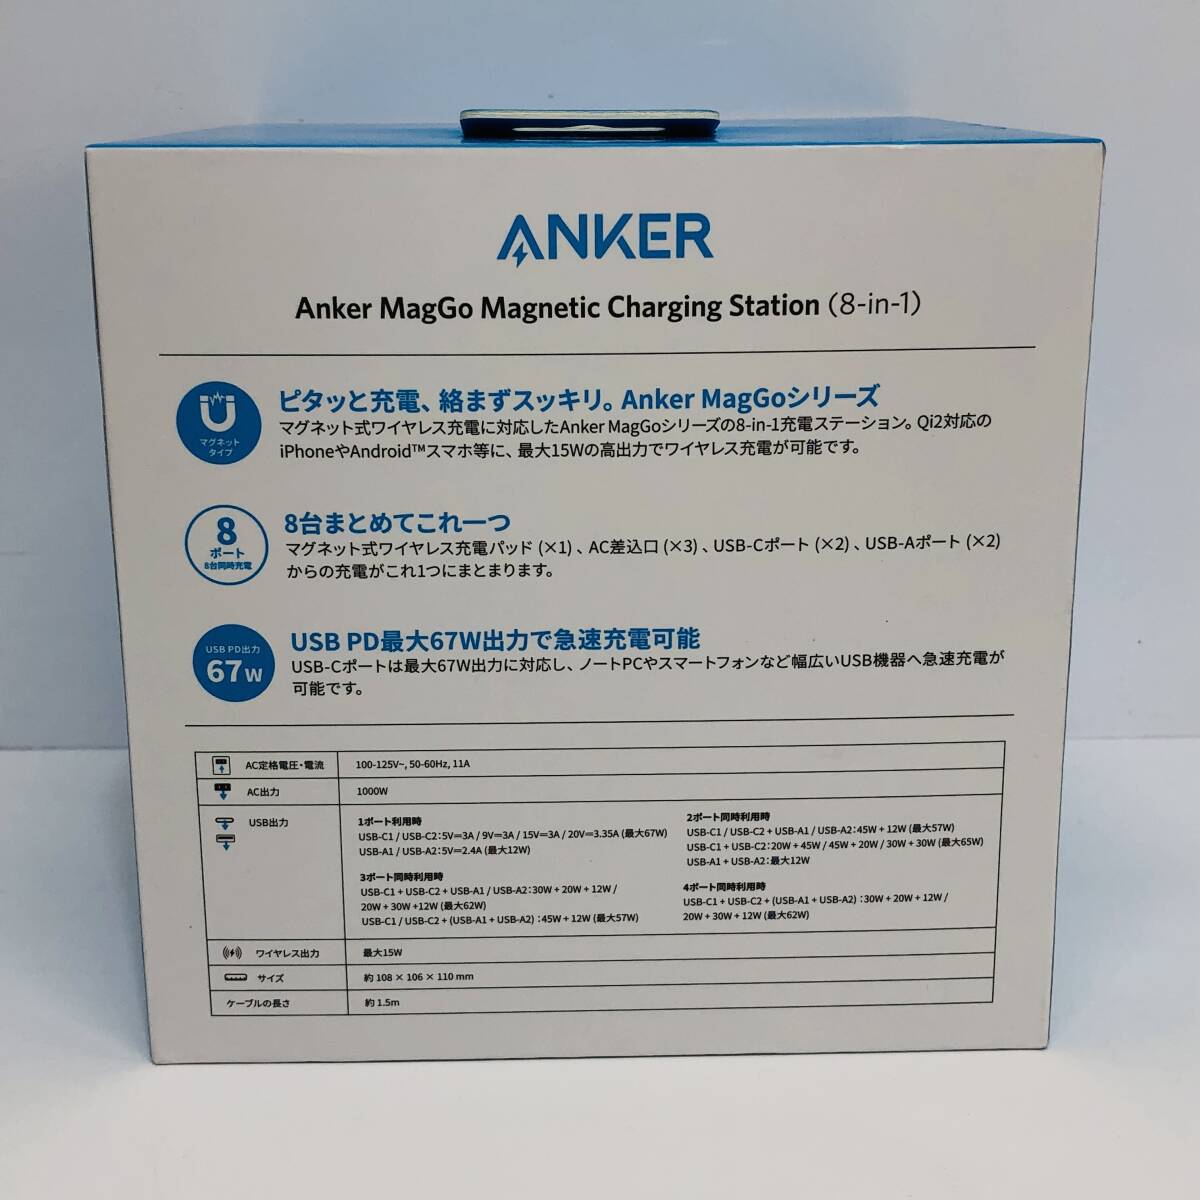 ANKER
Anker MagGo Magnetic Charging Station (8-in-1)
マグネット
タイプ
ピタッと充電、絡まずスッキリ。Anker MagGoシリーズ
マグネット式ワイヤレス充電に対応したAnker MagGoシリーズの8-in-1充電ステーション。Qi2対応の
iPhoneやAndroid™スマホ等に、最大15Wの高出力でワイヤレス充電が可能です。
8
ポート
8台同時充電
8台まとめてこれ一つ
マグネット式ワイヤレス充電パッド (×1) 、AC差込口 (×3) 、USB-Cポート (×2) 、USB-Aポート (×2)
からの充電がこれ1つにまとまります。
USB PD出力
67W
USB PD最大67W出力で急速充電可能
USB-Cポートは最大67W出力に対応し、ノートPCやスマートフォンなど幅広いUSB機器へ急速充電が
可能です。
AC定格電圧・電流
100-125V~, 50-60Hz, 11A
AC出力
1000W
USB出力
1ポート利用時
USB-C1 / USB-C2：5V⎓3A / 9V⎓3A / 15V⎓3A / 20V⎓3.35A (最大67W)
USB-A1 / USB-A2：5V⎓2.4A (最大12W)
2ポート同時利用時
USB-C1 / USB-C2 + USB-A1 / USB-A2：45W + 12W (最大57W)
USB-C1 + USB-C2：20W + 45W / 45W + 20W / 30W + 30W (最大65W)
USB-A1 + USB-A2：最大12W
3ポート同時利用時
USB-C1 + USB-C2 + USB-A1 / USB-A2：30W + 20W + 12W /
20W + 30W +12W (最大62W)
USB-C1 / USB-C2 + (USB-A1 + USB-A2) ：45W + 12W (最大57W)
4ポート同時利用時
USB-C1 + USB-C2 + (USB-A1 + USB-A2) ：30W + 20W + 12W /
20W + 30W + 12W (最大62W)
ワイヤレス出力
最大15W
サイズ
約 108 × 106 × 110 mm
ケーブルの長さ
約 1.5m